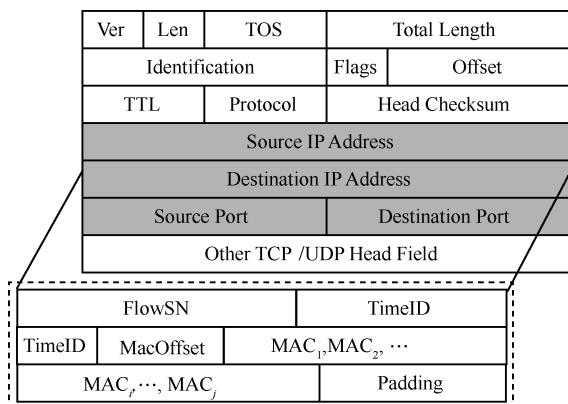 Ver Len TOS Total Length
Identification Flags Offset
TTL Protocol Head Checksum
Source IP Address
Destination IP Address
Source Port Destination Port
Other TCP /UDP Head Field
FlowSN TimeID
TimeID MacOffset MAC₁,MAC₂, ⋯
MACᵢ,⋯, MACⱼ Padding